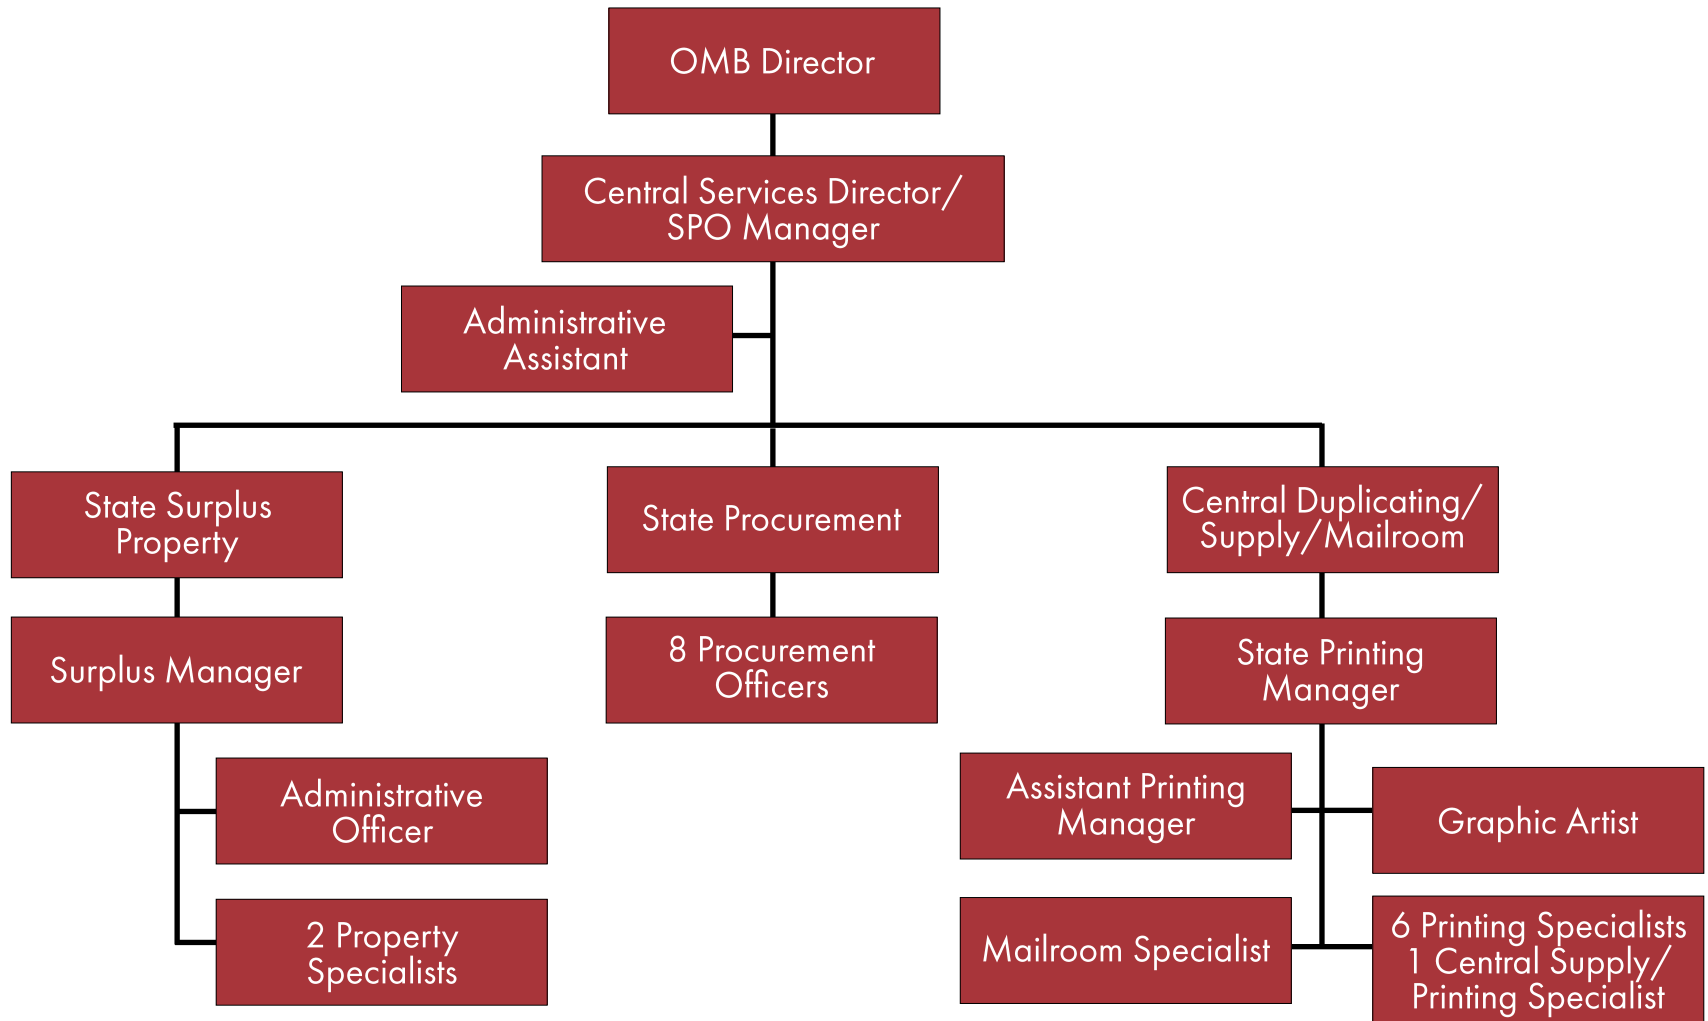 OMB Director
Central Services Director/
SPO Manager
Administrative
Assistant
State Surplus
Property
State Procurement
Central Duplicating/
Supply/Mailroom
Surplus Manager
8 Procurement
Officers
State Printing
Manager
Administrative
Officer
Assistant Printing
Manager
Graphic Artist
2 Property
Specialists
Mailroom Specialist
6 Printing Specialists
1 Central Supply/
Printing Specialist